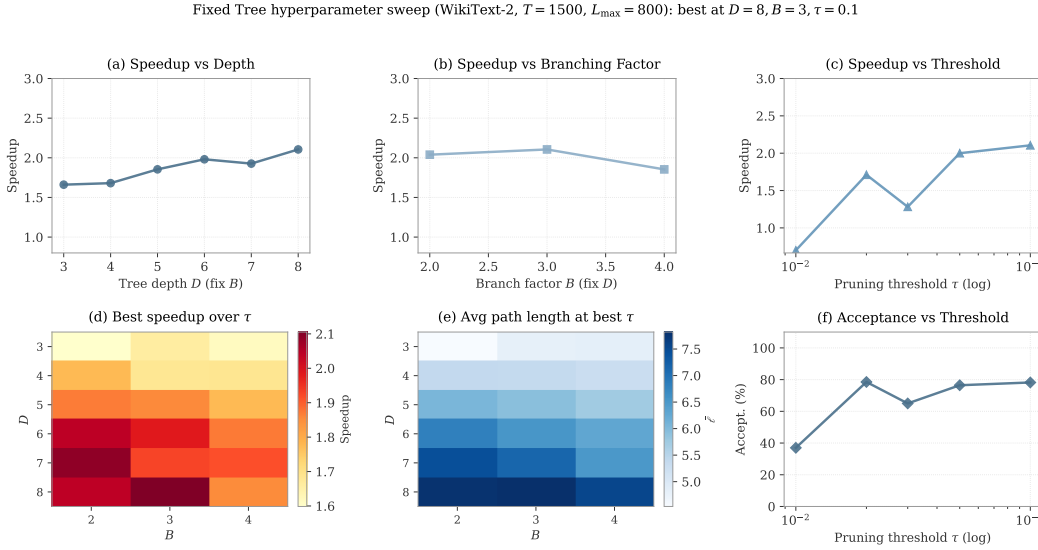 Fixed Tree hyperparameter sweep (WikiText-2, T = 1500, L_max = 800): best at D = 8, B = 3, τ = 0.1
(a) Speedup vs Depth
3.0
2.5
2.0
1.5
1.0
Speedup
3 4 5 6 7 8
Tree depth D (fix B)
(b) Speedup vs Branching Factor
3.0
2.5
2.0
1.5
1.0
Speedup
2.0 2.5 3.0 3.5 4.0
Branch factor B (fix D)
(c) Speedup vs Threshold
3.0
2.5
2.0
1.5
1.0
Speedup
10⁻² 10⁻
Pruning threshold τ (log)
(d) Best speedup over τ
3
4
5
6
7
8
D
2 3 4
B
2.1
2.0
1.9
1.8
1.7
1.6
Speedup
(e) Avg path length at best τ
3
4
5
6
7
8
D
2 3 4
B
7.5
7.0
6.5
6.0
5.5
5.0
ℓ̄
(f) Acceptance vs Threshold
100
80
60
40
20
0
Accept. (%)
10⁻² 10⁻
Pruning threshold τ (log)